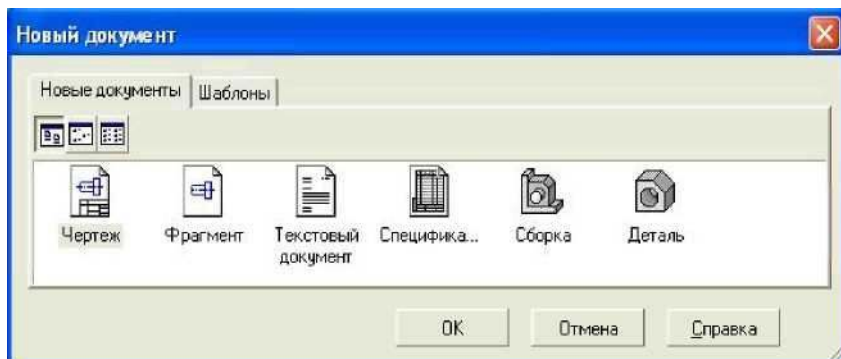 Новый документ
Новые документы
Шаблоны
Чертеж
Фрагмент
Текстовый
документ
Специфика...
Сборка
Деталь
OK
Отмена
Справка